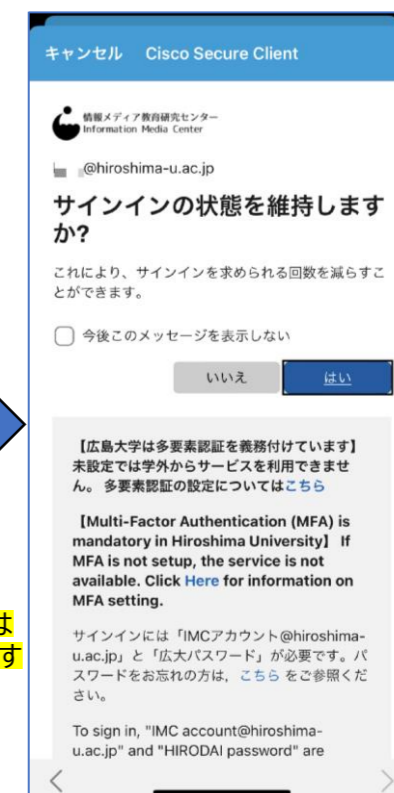 キャンセル Cisco Secure Client
情報メディア教育研究センター
Information Media Center
@hiroshima-u.ac.jp
サインインの状態を維持します
か?
これにより、サインインを求められる回数を減らすこ
とができます。
今後このメッセージを表示しない
いいえ はい
【広島大学は多要素認証を義務付けています】
未設定では学外からサービスを利用できませ
ん。 多要素認証の設定についてはこちら
【Multi-Factor Authentication (MFA) is
mandatory in Hiroshima University】 If
MFA is not setup, the service is not
available. Click Here for information on
MFA setting.
は
す
サインインには「IMCアカウント@hiroshima-
u.ac.jp」と「広大パスワード」が必要です。パ
スワードをお忘れの方は, こちら をご参照くだ
さい。
To sign in, "IMC account@hiroshima-
u.ac.jp" and "HIRODAI password" are